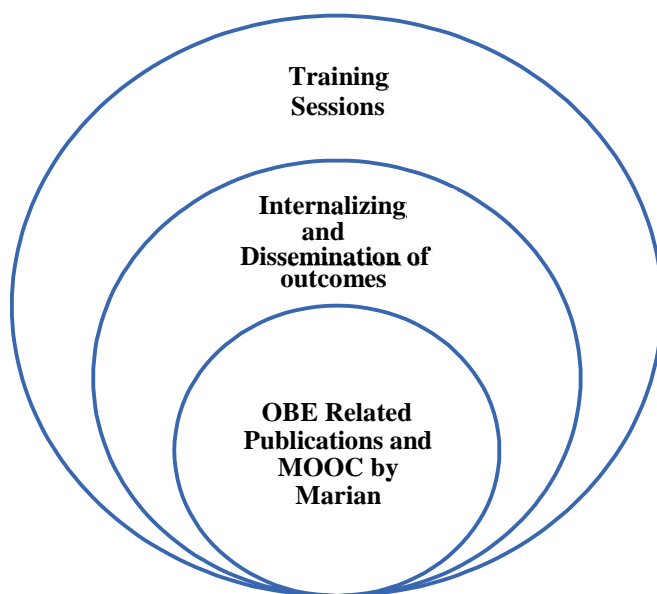 Training
Sessions
Internalizing
and
Dissemination of
outcomes
OBE Related
Publications and
MOOC by
Marian